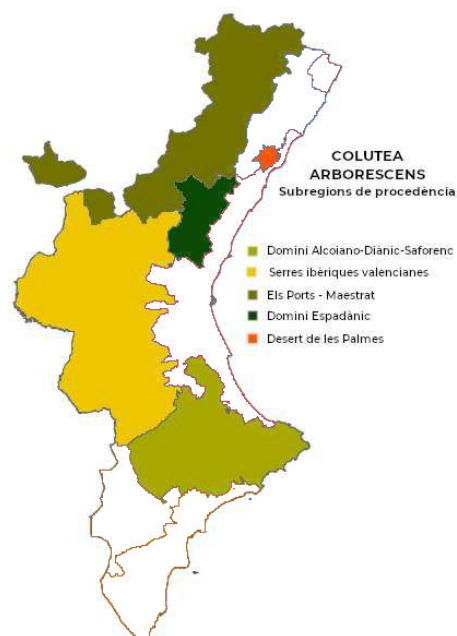 COLUTEA
ARBORESCENS
Subregions de procedència
Domini Alcoiano-Diànic-Saforenc
Serres ibèriques valencianes
Els Ports - Maestrat
Domini Espadànic
Desert de les Palmes